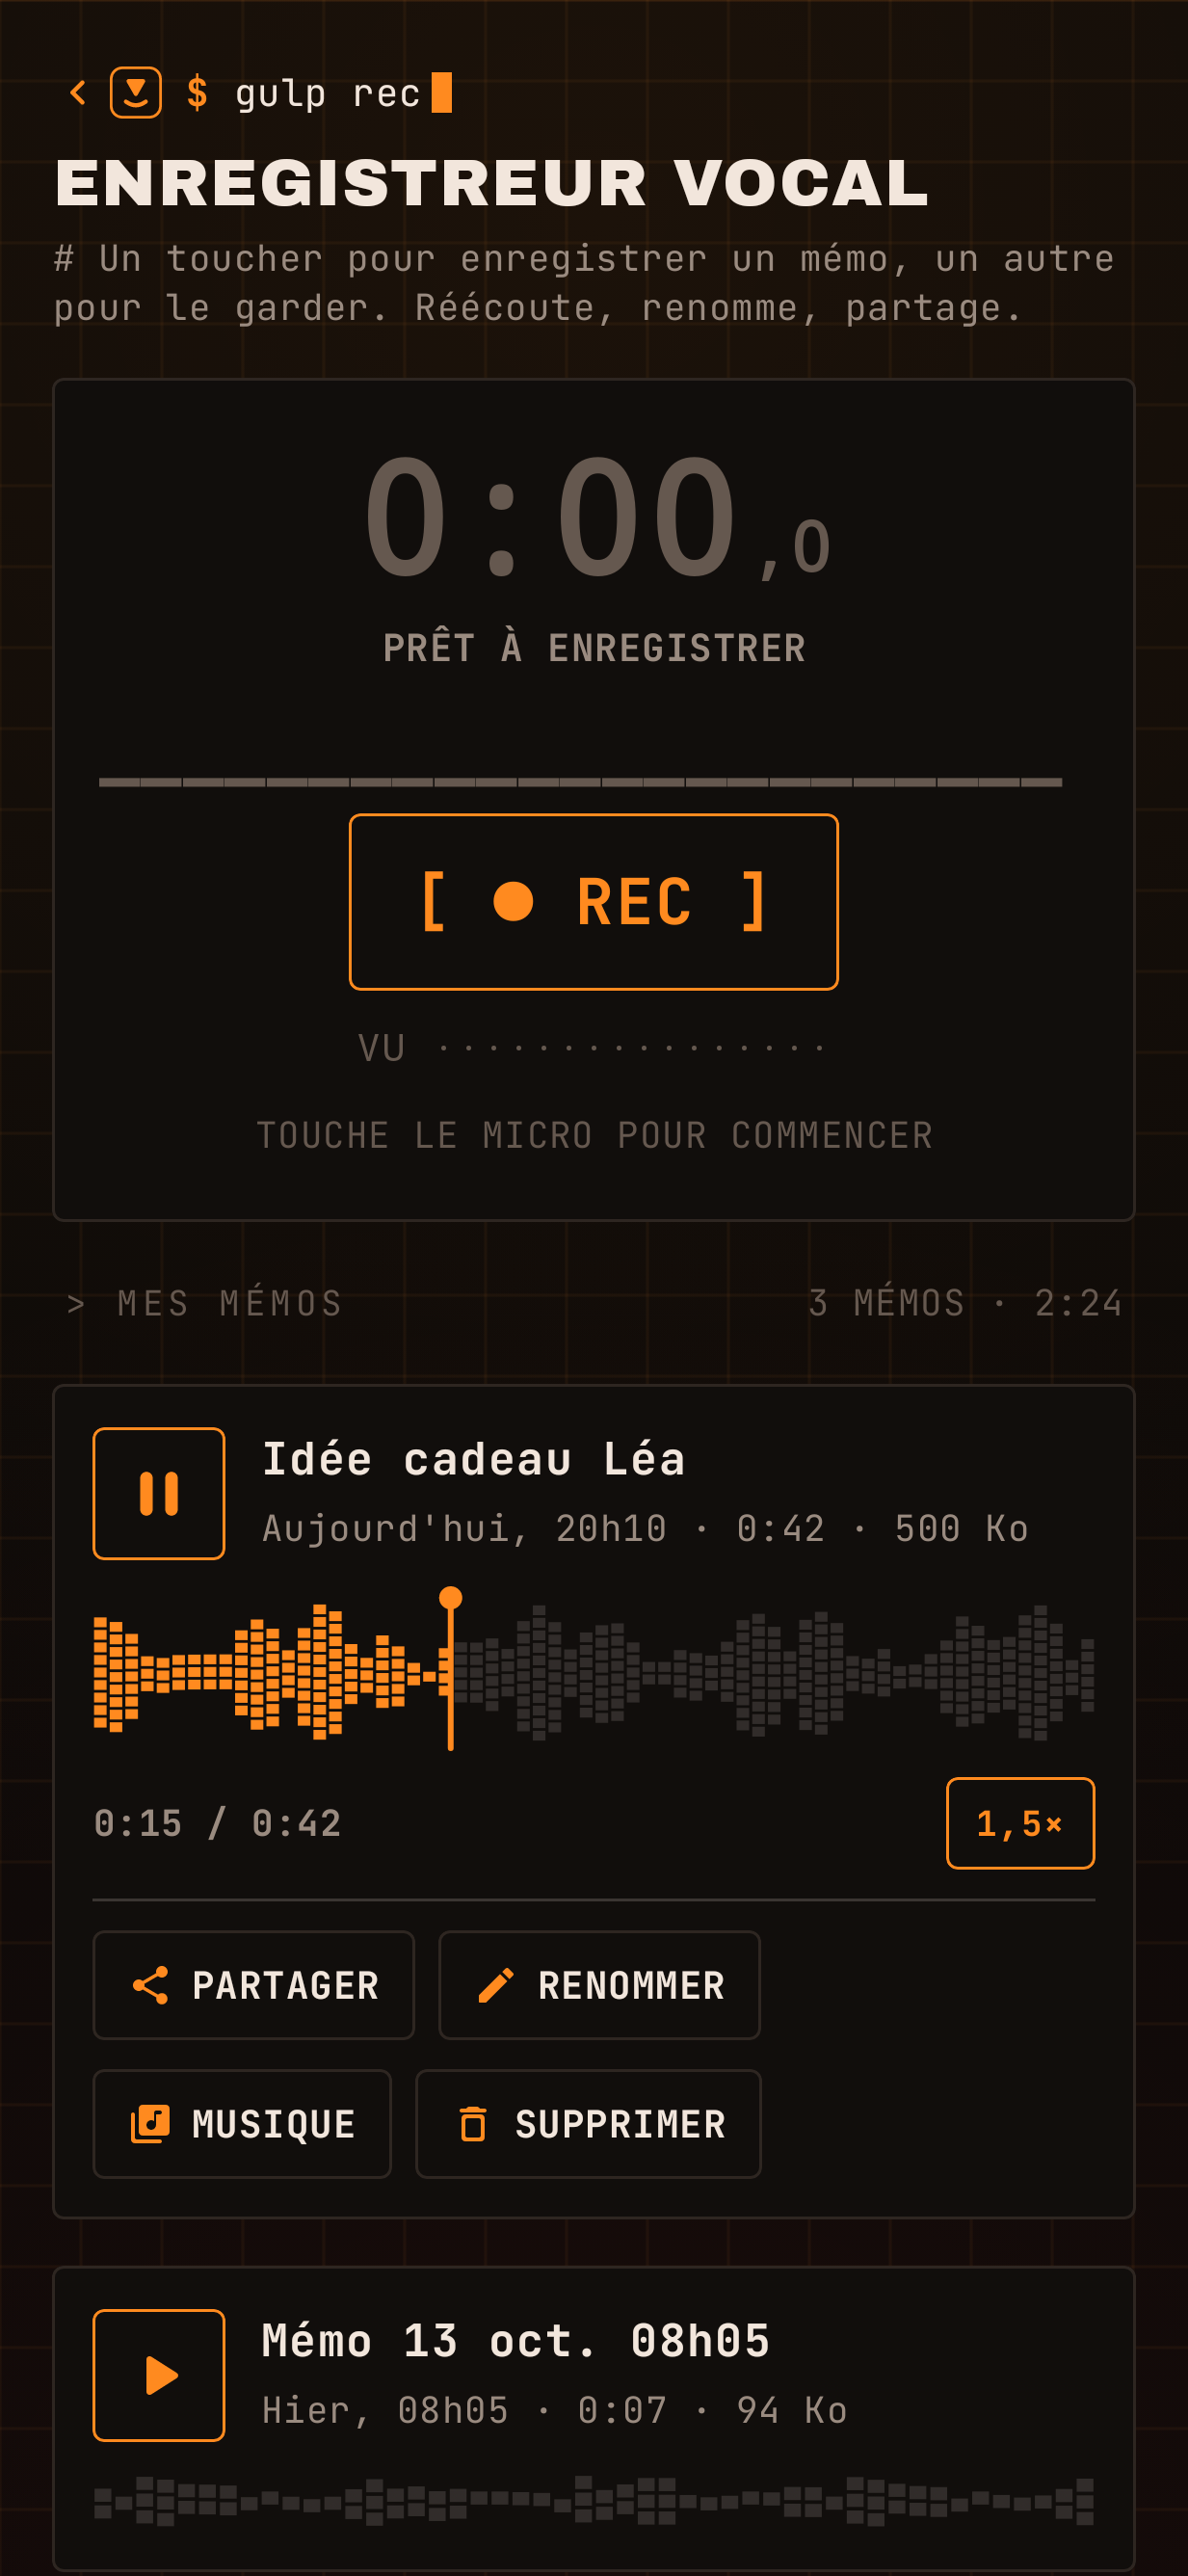 $ gulp rec
ENREGISTREUR VOCAL
# Un toucher pour enregistrer un mémo, un autre
pour le garder. Réécoute, renomme, partage.
0:00,0
PRÊT À ENREGISTRER
[ ● REC ]
VU ················
TOUCHE LE MICRO POUR COMMENCER
> MES MÉMOS
3 MÉMOS · 2:24
Idée cadeau Léa
Aujourd'hui, 20h10 · 0:42 · 500 Ko
0:15 / 0:42
1,5×
PARTAGER
RENOMMER
MUSIQUE
SUPPRIMER
Mémo 13 oct. 08h05
Hier, 08h05 · 0:07 · 94 Ko